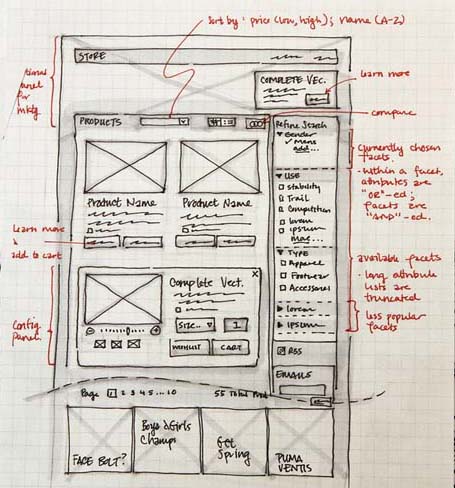 sort by: price (low, high); name (A-Z)
STORE
COMPLETE VEC.
learn more
for
mktg
PRODUCTS
compare
Refine Search
Gender
✓ Mens
add...
currently chosen
facets.
- within a facet,
attributes are
"OR"-ed;
facets are
"AND"-ed.
USE
Stability
Trail
Competition
lorem
ipsum
more...
Product Name
Product Name
learn more
&
add to cart
TYPE
Apparel
Footwear
Accessories
available facets
- long attribute
lists are
truncated
Complete Vect.
X
SIZE
1
WISHLIST
CART
Config
Panel.
lorem
ipsum
less popular
facets
RSS
EMAILS
Page 1 2 3 4 5 ... 10
55 Total Prod
FACE BOLT?
Boys & Girls
Champs
Get
Spring
PUMA
VENTIS